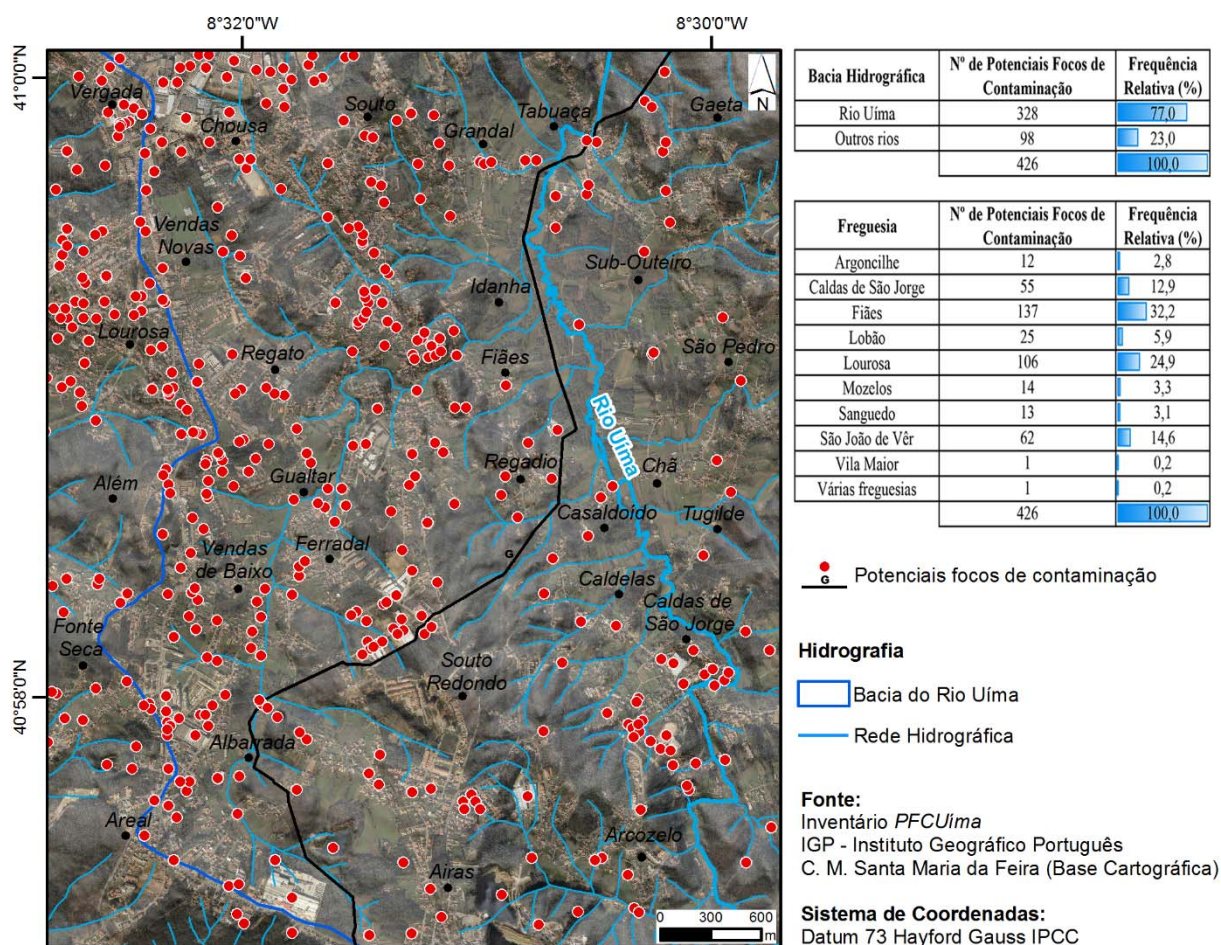 8°32'0"W
8°30'0"W
41°0'0"N
40°58'0"N
N
Vergada
Chousa
Souto
Grandal
Tabuaça
Gaeta
Vendas
Novas
Idanha
Sub-Outeiro
Lourosa
Regato
Fiães
São Pedro
Rio Uíma
Além
Gualtar
Regadio
Chã
Casaldoído
Tugilde
Vendas
de Baixo
Ferradal
G
Caldelas
Caldas de
São Jorge
Fonte
Seca
Souto
Redondo
Albarrada
Areal
Airas
Arcozelo
0 300 600
m
Bacia Hidrográfica Nº de Potenciais Focos de Contaminação Frequência Relativa (%)
Rio Uíma 328 77,0
Outros rios 98 23,0
426 100,0
Freguesia Nº de Potenciais Focos de Contaminação Frequência Relativa (%)
Argoncilhe 12 2,8
Caldas de São Jorge 55 12,9
Fiães 137 32,2
Lobão 25 5,9
Lourosa 106 24,9
Mozelos 14 3,3
Sanguedo 13 3,1
São João de Vêr 62 14,6
Vila Maior 1 0,2
Várias freguesias 1 0,2
426 100,0
G Potenciais focos de contaminação
Hidrografia
Bacia do Rio Uíma
Rede Hidrográfica
Fonte:
Inventário PFCUíma
IGP - Instituto Geográfico Português
C. M. Santa Maria da Feira (Base Cartográfica)
Sistema de Coordenadas:
Datum 73 Hayford Gauss IPCC